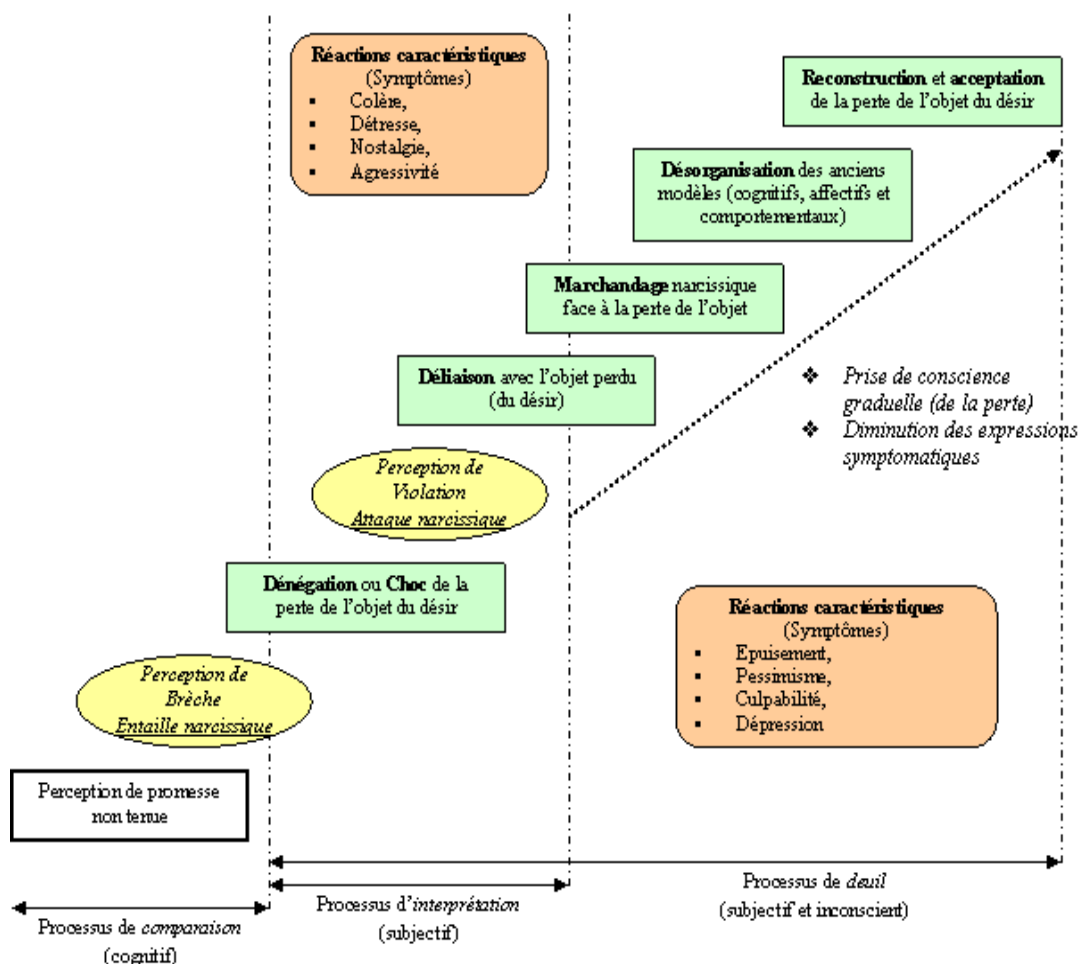 Réactions caractéristiques
(Symptômes)
▪ Colère,
▪ Détresse,
▪ Nostalgie,
▪ Agressivité
Reconstruction et acceptation
de la perte de l'objet du désir
Désorganisation des anciens
modèles (cognitifs, affectifs et
comportementaux)
Marchandage narcissique
face à la perte de l'objet
Déliaison avec l'objet perdu
(du désir)
❖ Prise de conscience
graduelle (de la perte)
❖ Diminution des expressions
symptomatiques
Perception de
Violation
Attaque narcissique
Dénégation ou Choc de la
perte de l'objet du désir
Réactions caractéristiques
(Symptômes)
▪ Epuisement,
▪ Pessimisme,
▪ Culpabilité,
▪ Dépression
Perception de
Brèche
Entaille narcissique
Perception de promesse
non tenue
Processus de comparaison
(cognitif)
Processus d'interprétation
(subjectif)
Processus de deuil
(subjectif et inconscient)